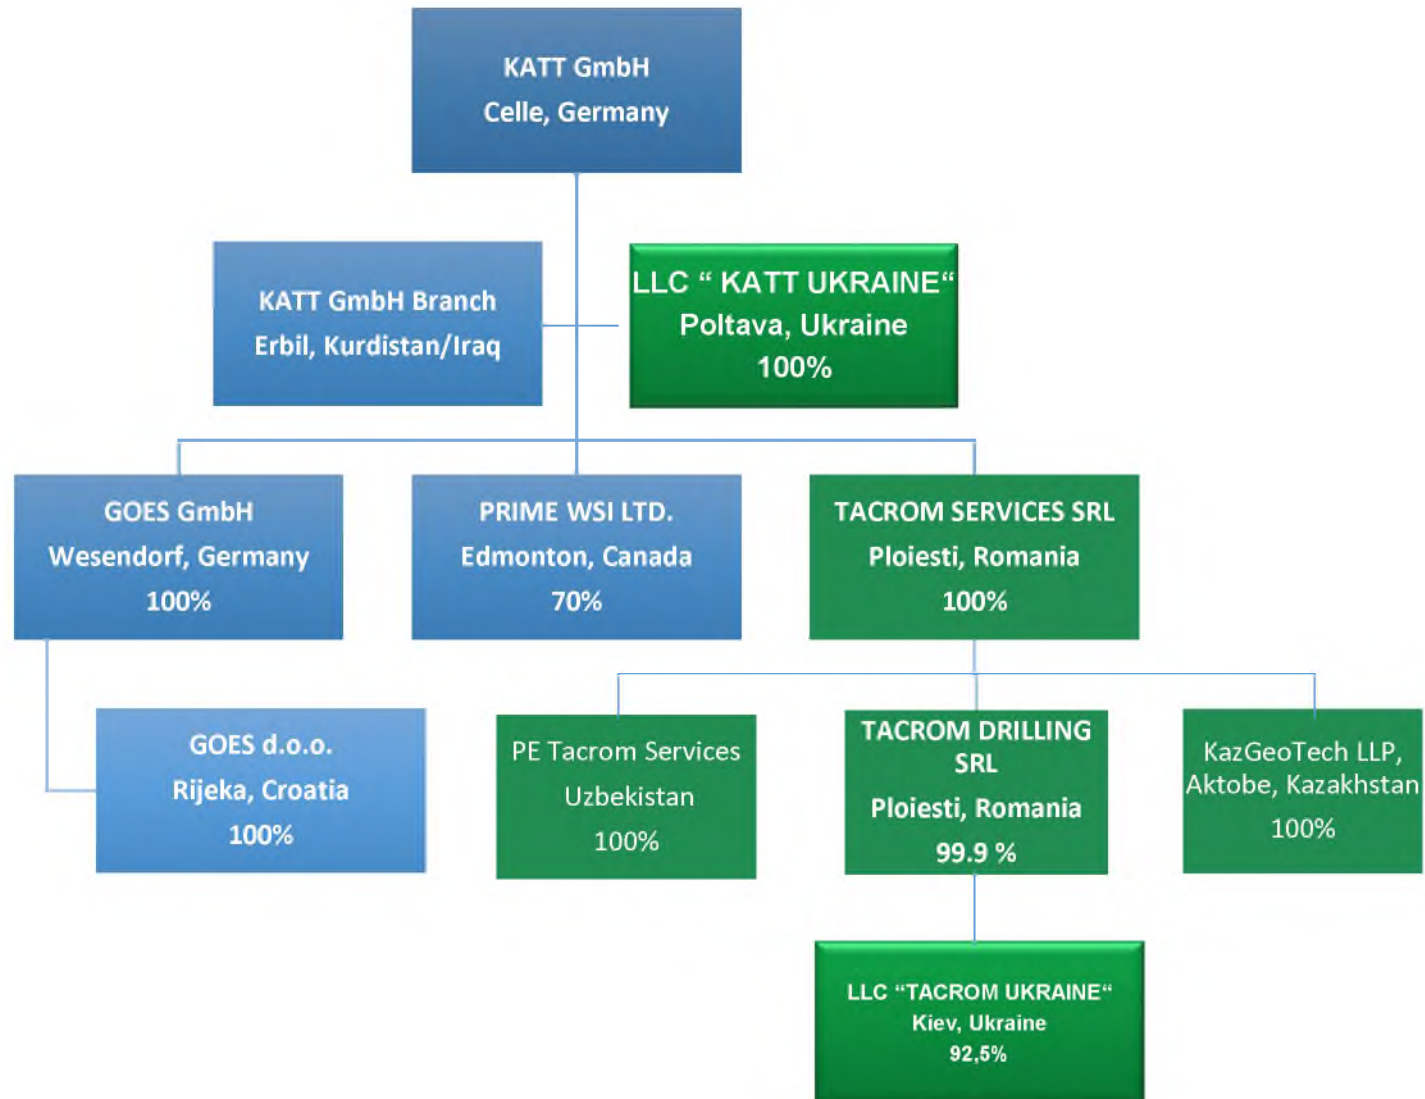 KATT GmbH
Celle, Germany
KATT GmbH Branch
Erbil, Kurdistan/Iraq
LLC “ KATT UKRAINE“
Poltava, Ukraine
100%
GOES GmbH
Wesendorf, Germany
100%
PRIME WSI LTD.
Edmonton, Canada
70%
TACROM SERVICES SRL
Ploiesti, Romania
100%
GOES d.o.o.
Rijeka, Croatia
100%
PE Tacrom Services
Uzbekistan
100%
TACROM DRILLING
SRL
Ploiesti, Romania
99.9 %
KazGeoTech LLP,
Aktobe, Kazakhstan
100%
LLC “TACROM UKRAINE“
Kiev, Ukraine
92,5%